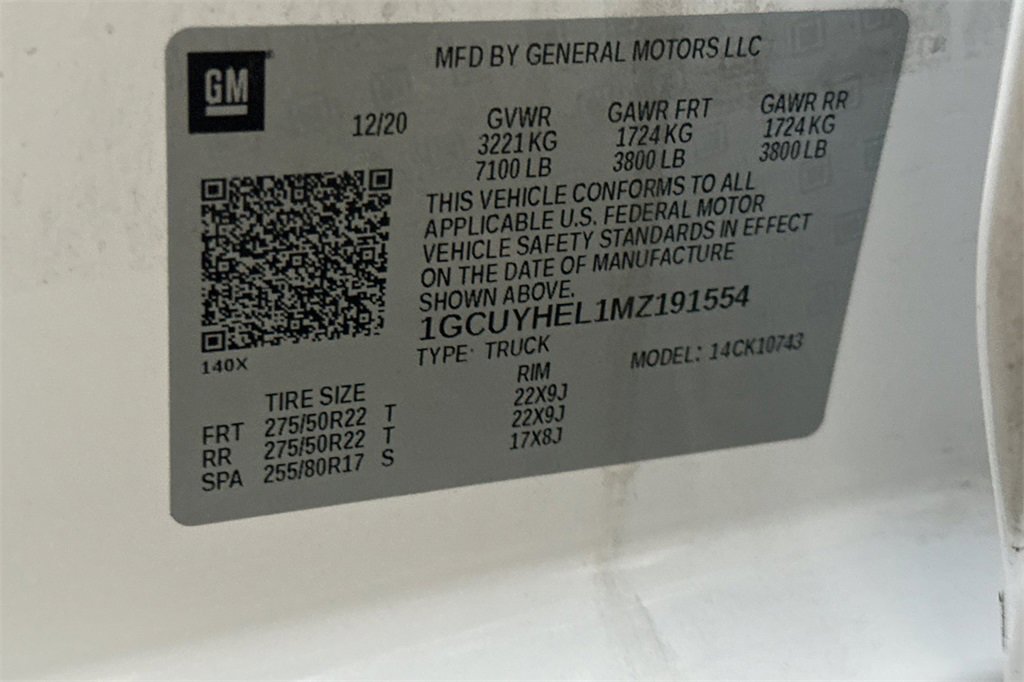 GM
MFD BY GENERAL MOTORS LLC
12/20
GVWR GAWR FRT GAWR RR
3221 KG 1724 KG 1724 KG
7100 LB 3800 LB 3800 LB
THIS VEHICLE CONFORMS TO ALL
APPLICABLE U.S. FEDERAL MOTOR
VEHICLE SAFETY STANDARDS IN EFFECT
ON THE DATE OF MANUFACTURE
SHOWN ABOVE.
1GCUYHEL1MZ191554
140X
TYPE: TRUCK MODEL: 14CK10743
TIRE SIZE RIM
FRT 275/50R22 T 22X9J
RR 275/50R22 T 22X9J
SPA 255/80R17 S 17X8J